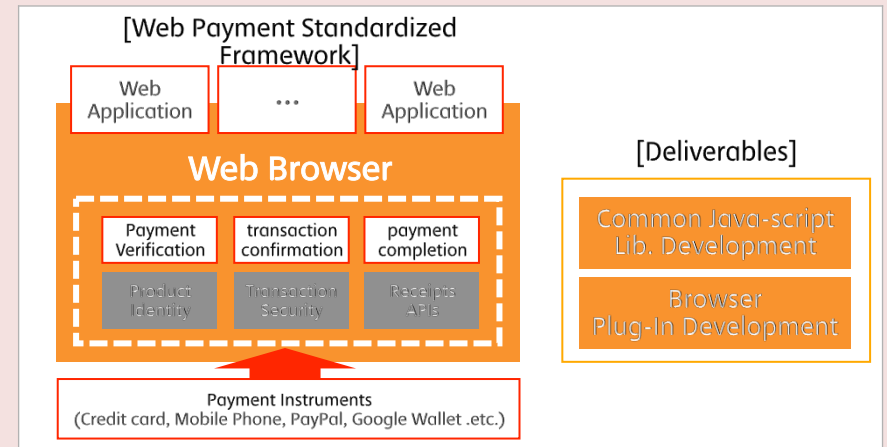 [Web Payment Standardized
Framework]
Web
Application
...
Web
Application
Web Browser
Payment
Verification
transaction
confirmation
payment
completion
Product
Identity
Transaction
Security
Receipts
APIs
Payment Instruments
(Credit card, Mobile Phone, PayPal, Google Wallet .etc.)
[Deliverables]
Common Java-script
Lib. Development
Browser
Plug-In Development